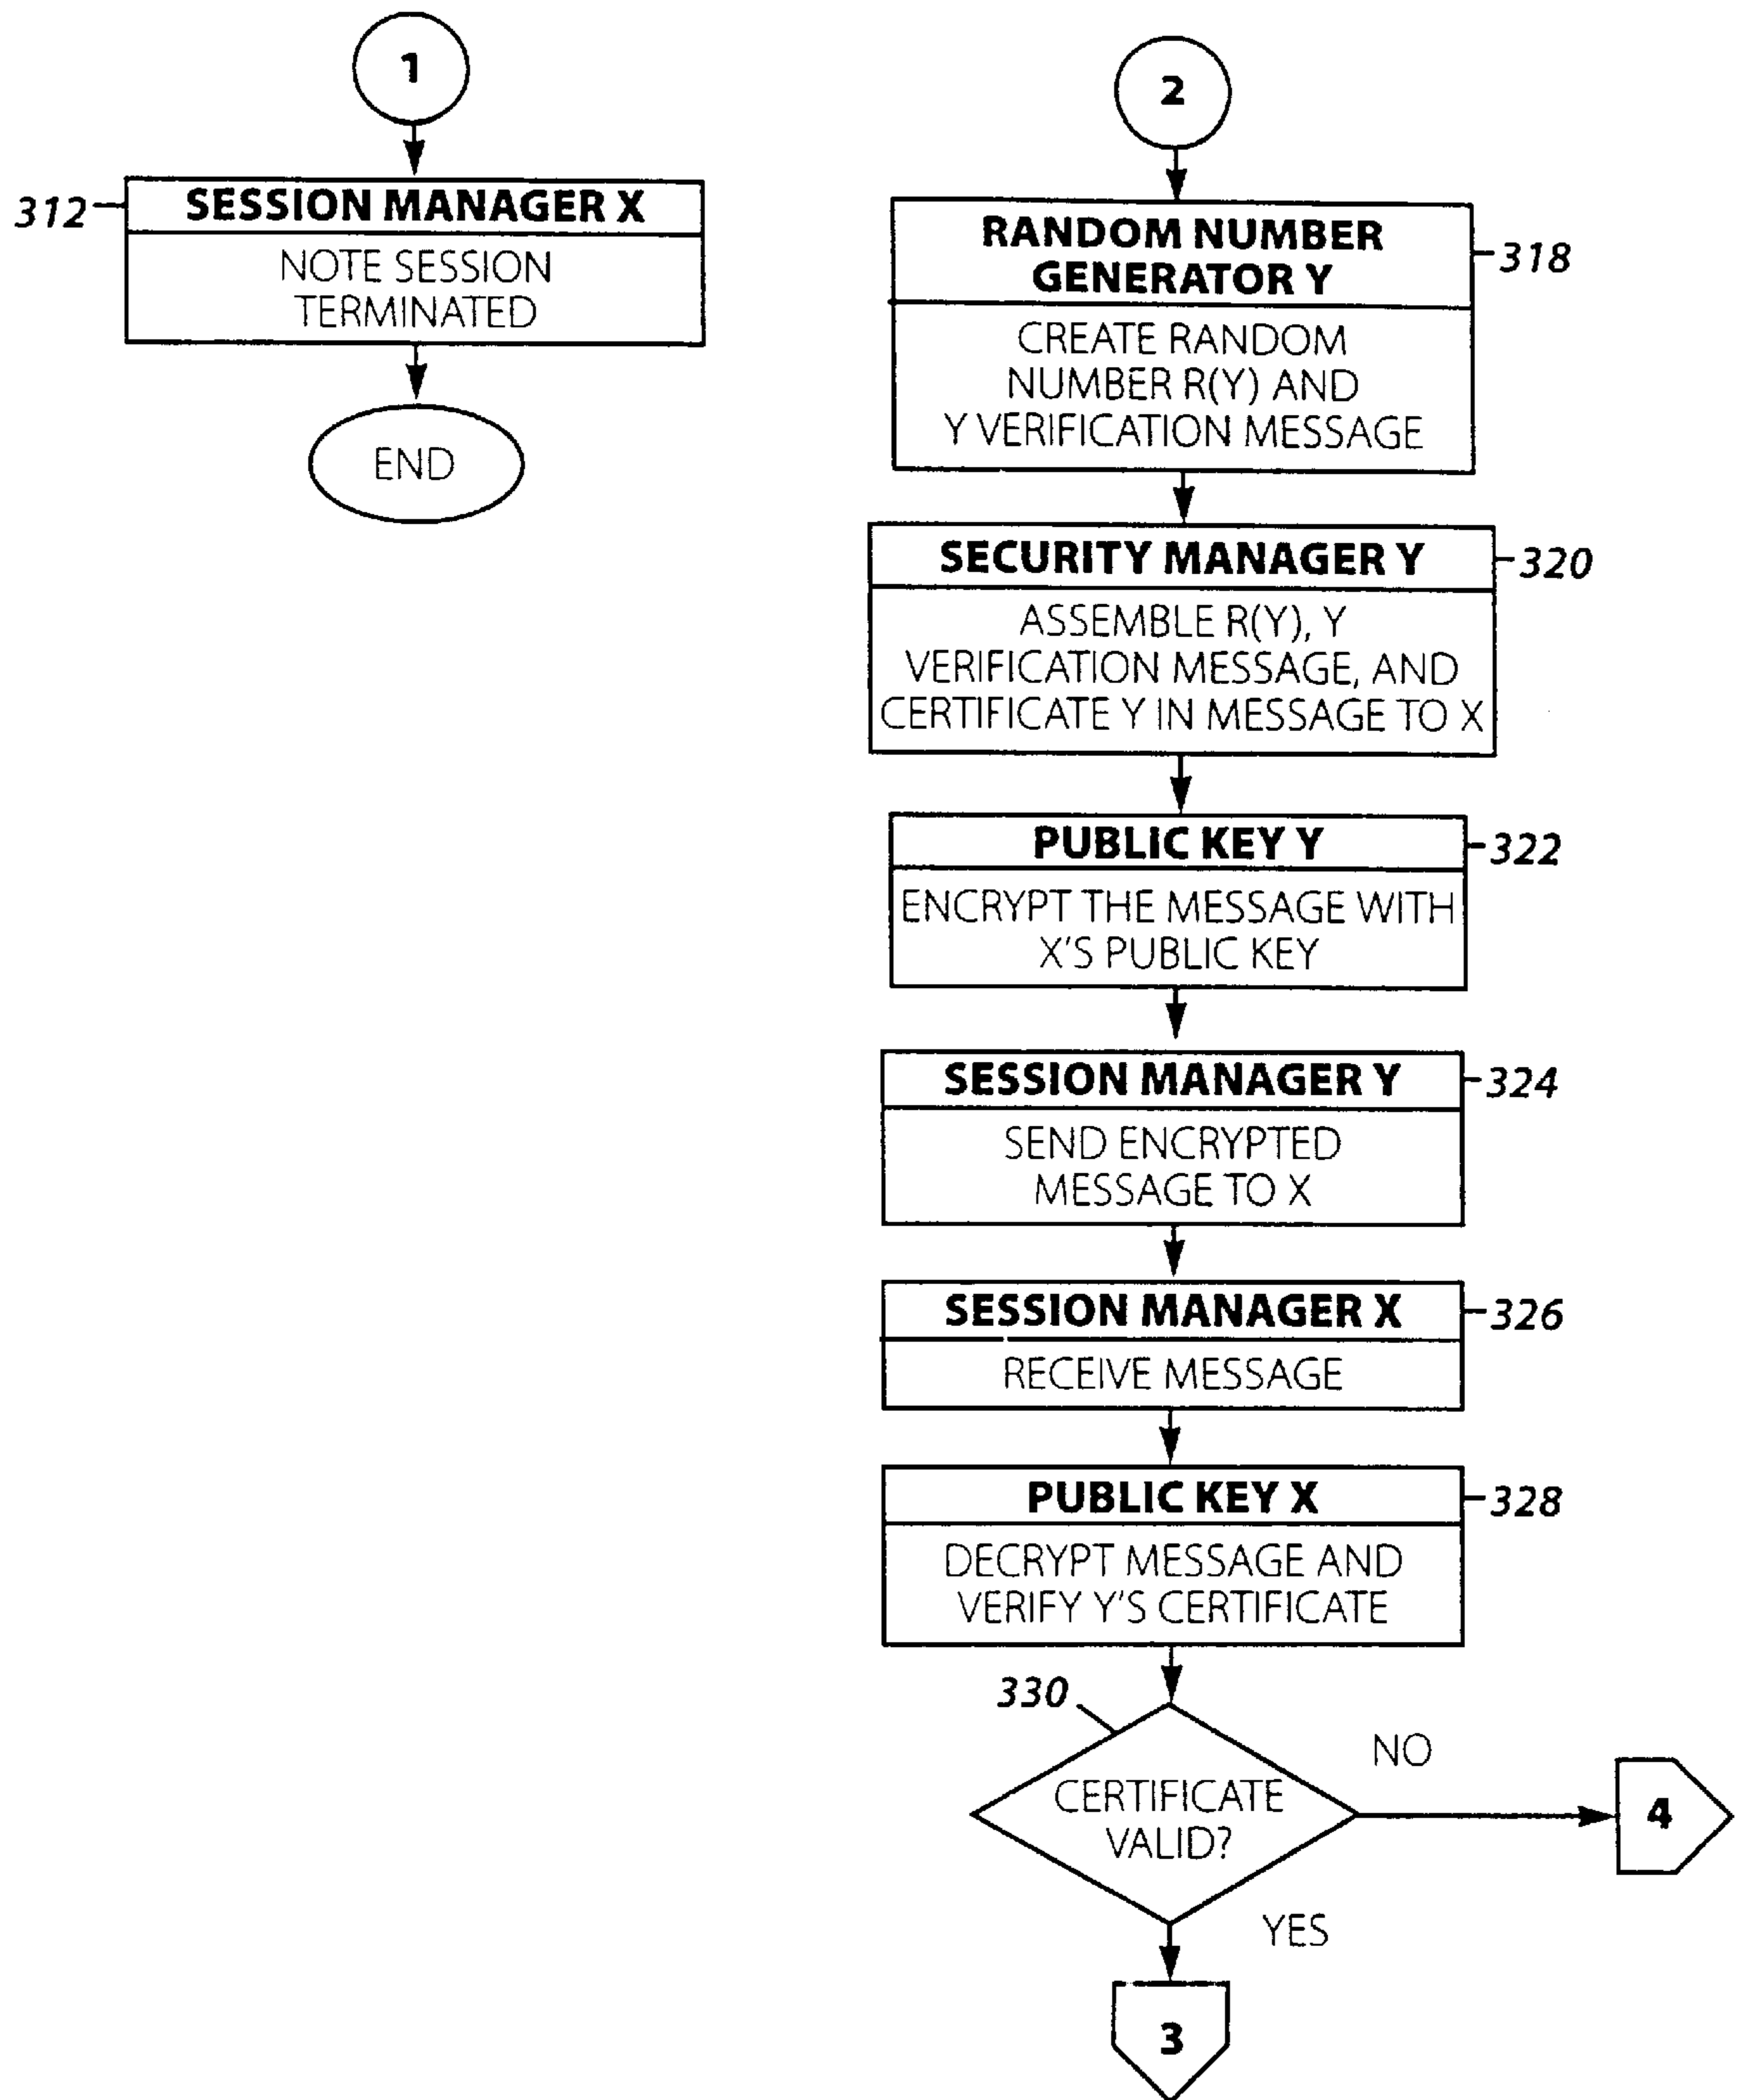 1
312
SESSION MANAGER X
NOTE SESSION
TERMINATED
END
2
RANDOM NUMBER
GENERATOR Y
318
CREATE RANDOM
NUMBER R(Y) AND
Y VERIFICATION MESSAGE
SECURITY MANAGER Y
320
ASSEMBLE R(Y), Y
VERIFICATION MESSAGE, AND
CERTIFICATE Y IN MESSAGE TO X
PUBLIC KEY Y
322
ENCRYPT THE MESSAGE WITH
X'S PUBLIC KEY
SESSION MANAGER Y
324
SEND ENCRYPTED
MESSAGE TO X
SESSION MANAGER X
326
RECEIVE MESSAGE
PUBLIC KEY X
328
DECRYPT MESSAGE AND
VERIFY Y'S CERTIFICATE
330
CERTIFICATE
VALID?
NO
4
YES
3